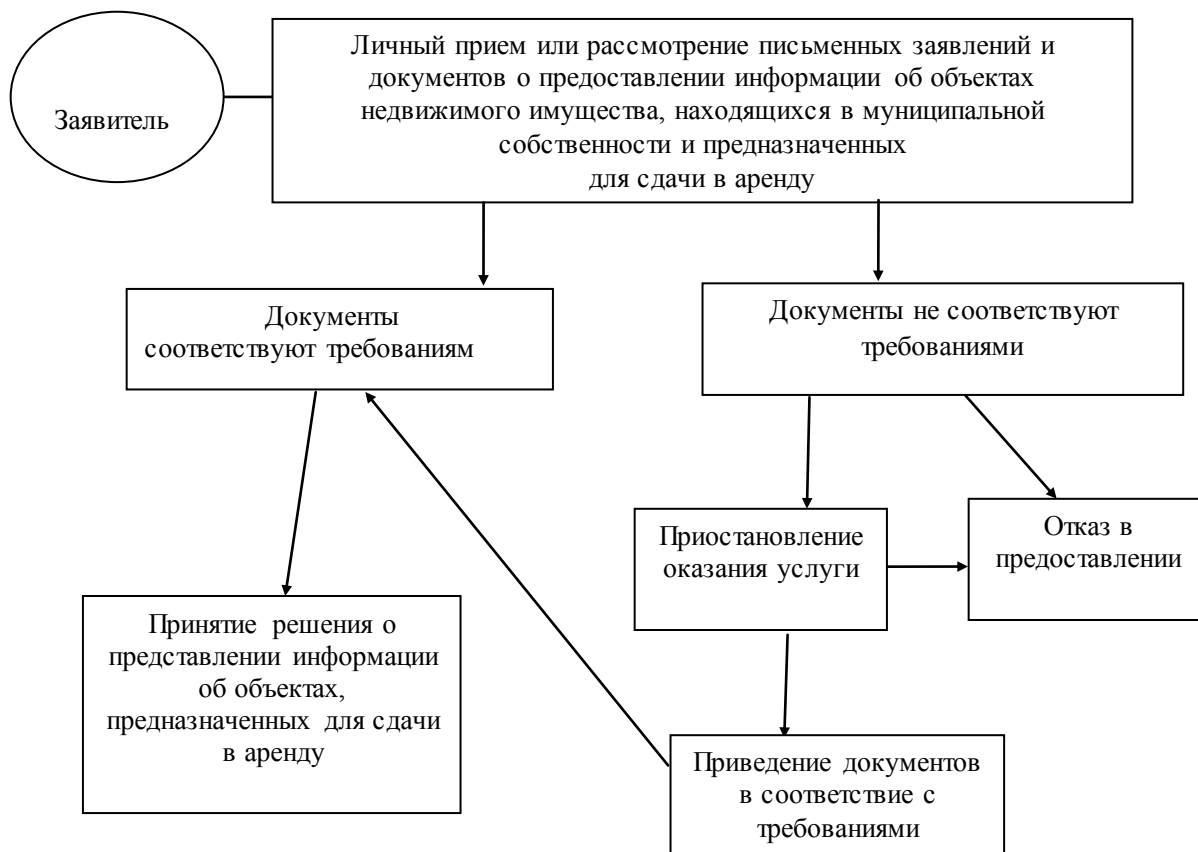 Заявитель
Личный прием или рассмотрение письменных заявлений и
документов о предоставлении информации об объектах
недвижимого имущества, находящихся в муниципальной
собственности и предназначенных
для сдачи в аренду
Документы
соответствуют требованиям
Документы не соответствуют
требованиями
Приостановление
оказания услуги
Отказ в
предоставлении
Принятие решения о
представлении информации
об объектах,
предназначенных для сдачи
в аренду
Приведение документов
в соответствие с
требованиями